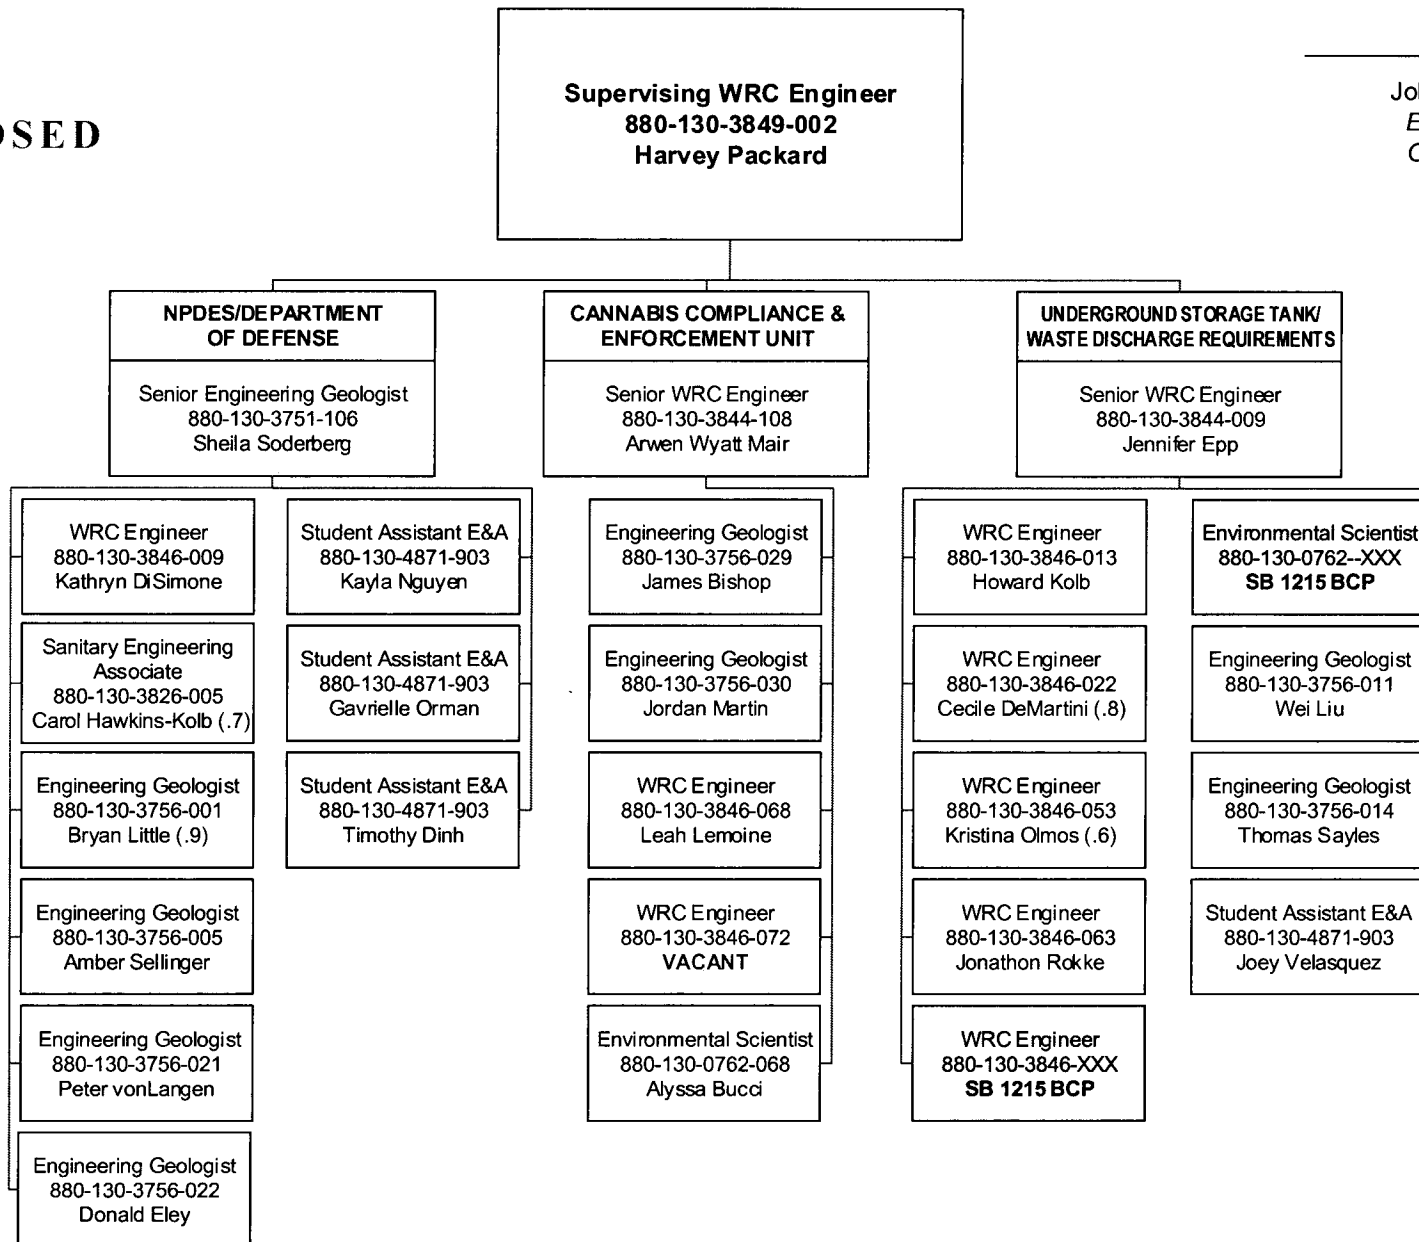 OSED
Supervising WRC Engineer
880-130-3849-002
Harvey Packard
NPDES/DEPARTMENT
OF DEFENSE
Senior Engineering Geologist
880-130-3751-106
Sheila Soderberg
WRC Engineer
880-130-3846-009
Kathryn DiSimone
Sanitary Engineering
Associate
880-130-3826-005
Carol Hawkins-Kolb (.7)
Engineering Geologist
880-130-3756-001
Bryan Little (.9)
Engineering Geologist
880-130-3756-005
Amber Sellinger
Engineering Geologist
880-130-3756-021
Peter vonLangen
Engineering Geologist
880-130-3756-022
Donald Eley
Student Assistant E&A
880-130-4871-903
Kayla Nguyen
Student Assistant E&A
880-130-4871-903
Gavrielle Orman
Student Assistant E&A
880-130-4871-903
Timothy Dinh
CANNABIS COMPLIANCE &
ENFORCEMENT UNIT
Senior WRC Engineer
880-130-3844-108
Arwen Wyatt Mair
Engineering Geologist
880-130-3756-029
James Bishop
Engineering Geologist
880-130-3756-030
Jordan Martin
WRC Engineer
880-130-3846-068
Leah Lemoine
WRC Engineer
880-130-3846-072
VACANT
Environmental Scientist
880-130-0762-068
Alyssa Bucci
UNDERGROUND STORAGE TANK/
WASTE DISCHARGE REQUIREMENTS
Senior WRC Engineer
880-130-3844-009
Jennifer Epp
WRC Engineer
880-130-3846-013
Howard Kolb
WRC Engineer
880-130-3846-022
Cecile DeMartini (.8)
WRC Engineer
880-130-3846-053
Kristina Olmos (.6)
WRC Engineer
880-130-3846-063
Jonathon Rokke
WRC Engineer
880-130-3846-XXX
SB 1215 BCP
Environmental Scientist
880-130-0762--XXX
SB 1215 BCP
Engineering Geologist
880-130-3756-011
Wei Liu
Engineering Geologist
880-130-3756-014
Thomas Sayles
Student Assistant E&A
880-130-4871-903
Joey Velasquez